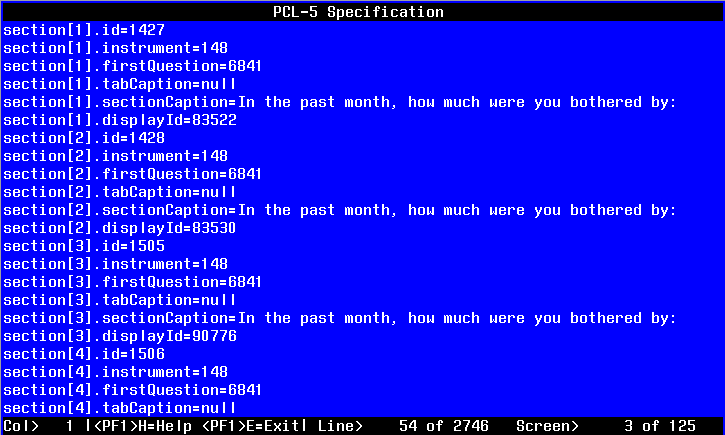 PCL-5 Specification
section[1].id=1427
section[1].instrument=148
section[1].firstQuestion=6841
section[1].tabCaption=null
section[1].sectionCaption=In the past month, how much were you bothered by:
section[1].displayId=83522
section[2].id=1428
section[2].instrument=148
section[2].firstQuestion=6841
section[2].tabCaption=null
section[2].sectionCaption=In the past month, how much were you bothered by:
section[2].displayId=83530
section[3].id=1505
section[3].instrument=148
section[3].firstQuestion=6841
section[3].tabCaption=null
section[3].sectionCaption=In the past month, how much were you bothered by:
section[3].displayId=90776
section[4].id=1506
section[4].instrument=148
section[4].firstQuestion=6841
section[4].tabCaption=null
Col>   1 |<PF1>H=Help <PF1>E=Exit| Line>    54 of 2746   Screen>     3 of 125